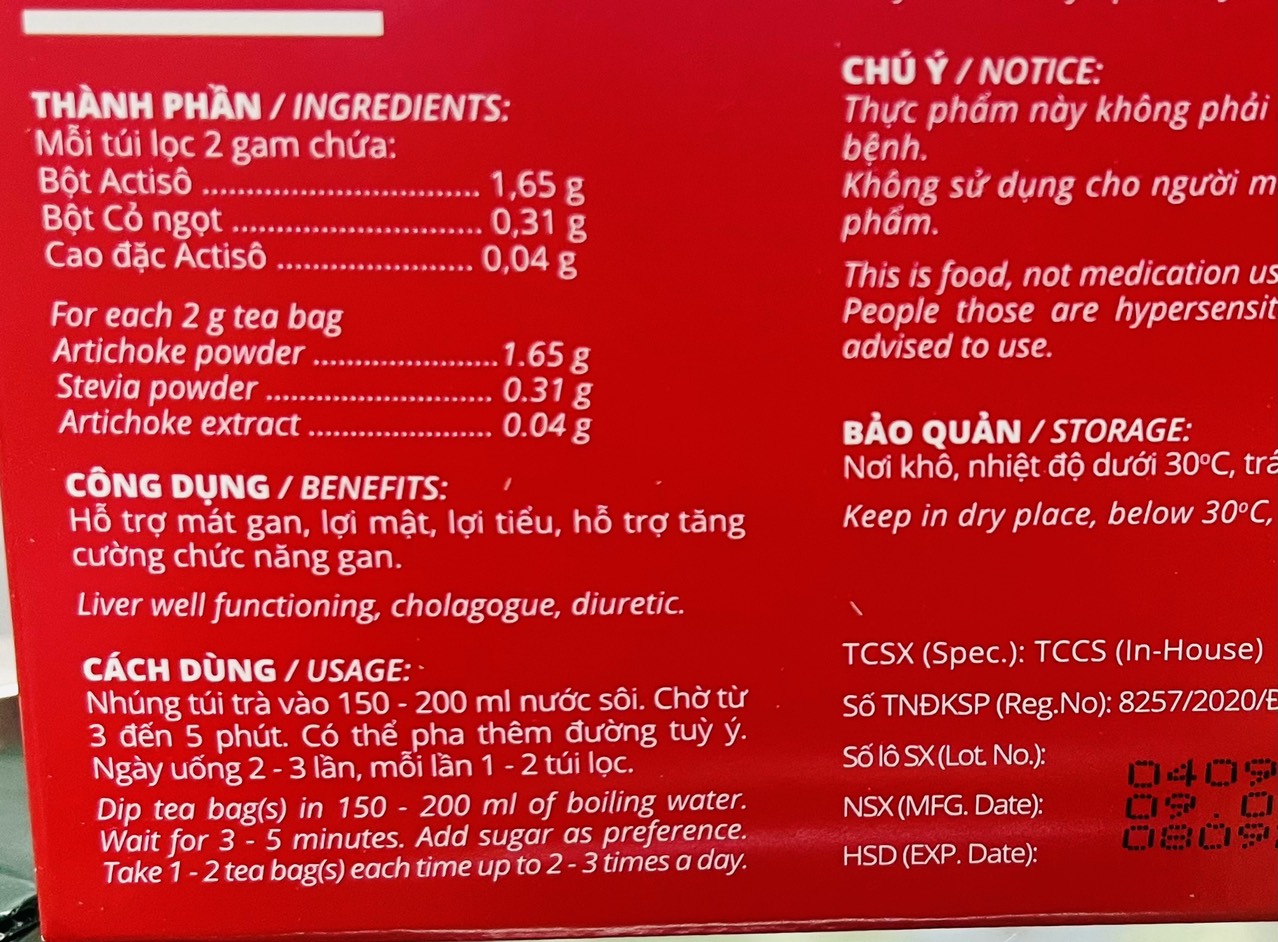 THÀNH PHẦN / INGREDIENTS:
Mỗi túi lọc 2 gam chứa:
Bột Actisô ................................ 1,65 g
Bột Cỏ ngọt ............................. 0,31 g
Cao đặc Actisô ....................... 0,04 g
For each 2 g tea bag
Artichoke powder ..................... 1.65 g
Stevia powder .......................... 0.31 g
Artichoke extract ..................... 0.04 g
CÔNG DỤNG / BENEFITS:
Hỗ trợ mát gan, lợi mật, lợi tiểu, hỗ trợ tăng
cường chức năng gan.
Liver well functioning, cholagogue, diuretic.
CÁCH DÙNG / USAGE:
Nhúng túi trà vào 150 - 200 ml nước sôi. Chờ từ
3 đến 5 phút. Có thể pha thêm đường tuỳ ý.
Ngày uống 2 - 3 lần, mỗi lần 1 - 2 túi lọc.
Dip tea bag(s) in 150 - 200 ml of boiling water.
Wait for 3 - 5 minutes. Add sugar as preference.
Take 1 - 2 tea bag(s) each time up to 2 - 3 times a day.
CHÚ Ý / NOTICE:
Thực phẩm này không phải
bệnh.
Không sử dụng cho người
phẩm.
This is food, not medication
People those are
advised to use.
BẢO QUẢN / STORAGE:
Nơi khô, nhiệt độ dưới 30°C,
Keep in dry place, below 30°C,
TCSX (Spec.): TCCS (In-House)
Số TNĐKSP (Reg.No): 8257/2020/
Số lô SX (Lot. No.):
NSX (MFG. Date):
HSD (EXP. Date):